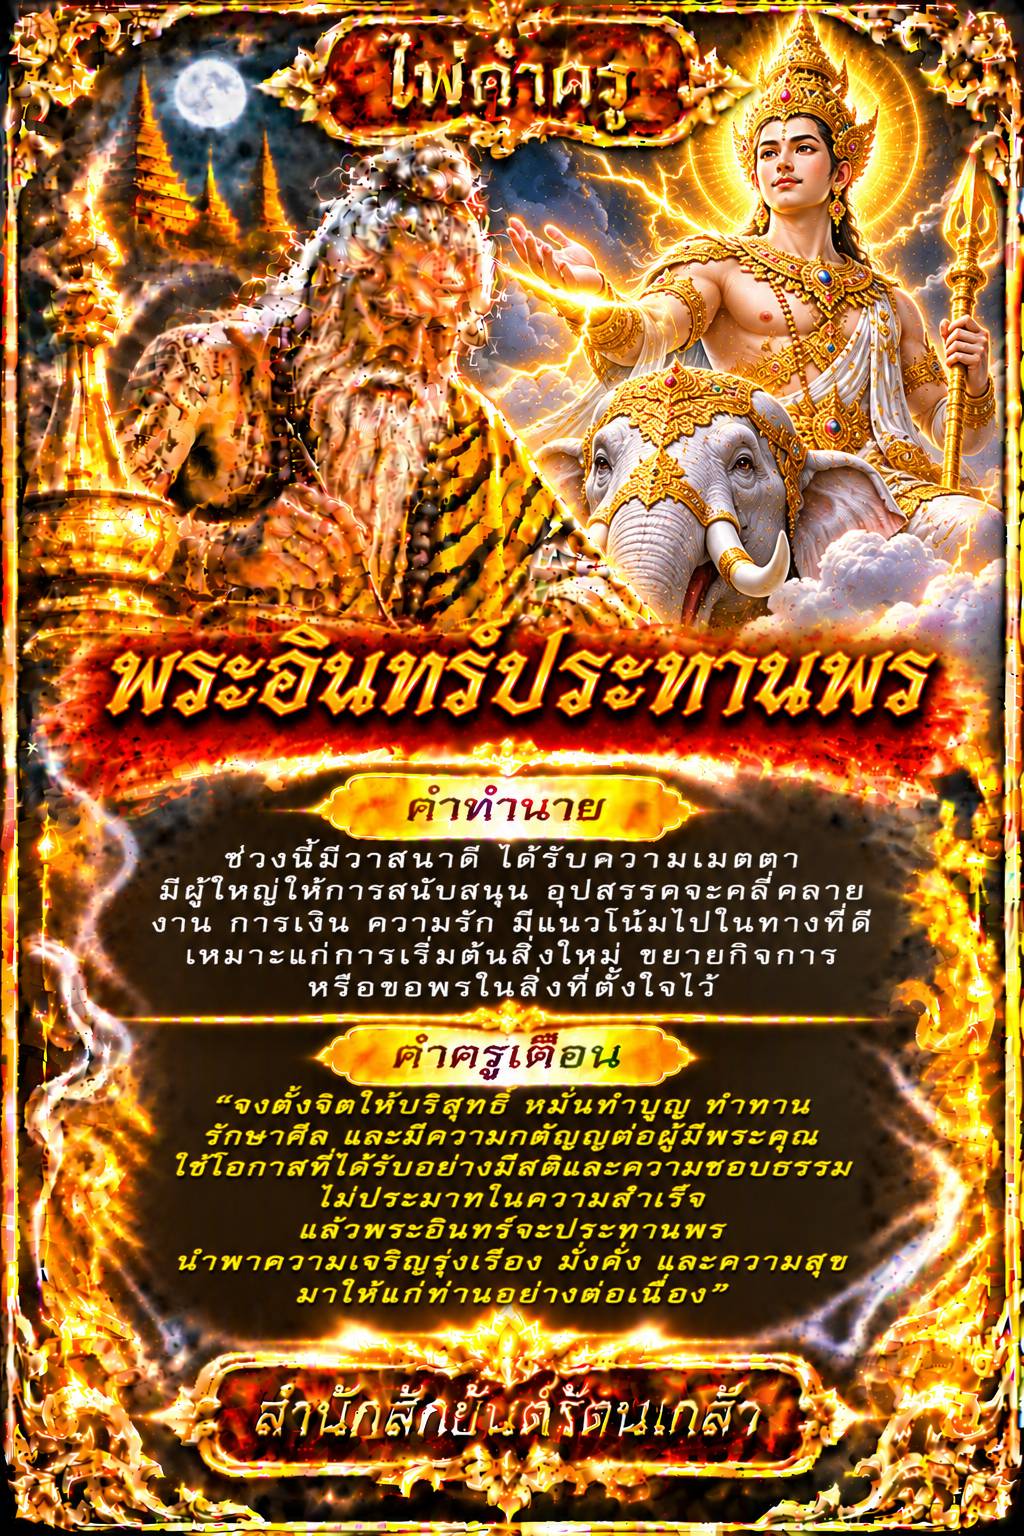 ไพ่คำครู
พระอินทร์ประทานพร
คำทำนาย
ช่วงนี้มีวาสนาดี ได้รับความเมตตา
มีผู้ใหญ่ให้การสนับสนุน อุปสรรคจะคลี่คลาย
งาน การเงิน ความรัก มีแนวโน้มไปในทางที่ดี
เหมาะแก่การเริ่มต้นสิ่งใหม่ ขยายกิจการ
หรือขอพรในสิ่งที่ตั้งใจไว้
คำครูเตือน
“จงตั้งจิตให้บริสุทธิ์ หมั่นทำบุญ ทำทาน
รักษาศีล และมีความกตัญญูต่อผู้มีพระคุณ
ใช้โอกาสที่ได้รับอย่างมีสติและความชอบธรรม
ไม่ประมาทในความสำเร็จ
แล้วพระอินทร์จะประทานพร
นำพาความเจริญรุ่งเรือง มั่งคั่ง และความสุข
มาให้แก่ท่านอย่างต่อเนื่อง”
สำนักสักยันต์รัตนเกล้า